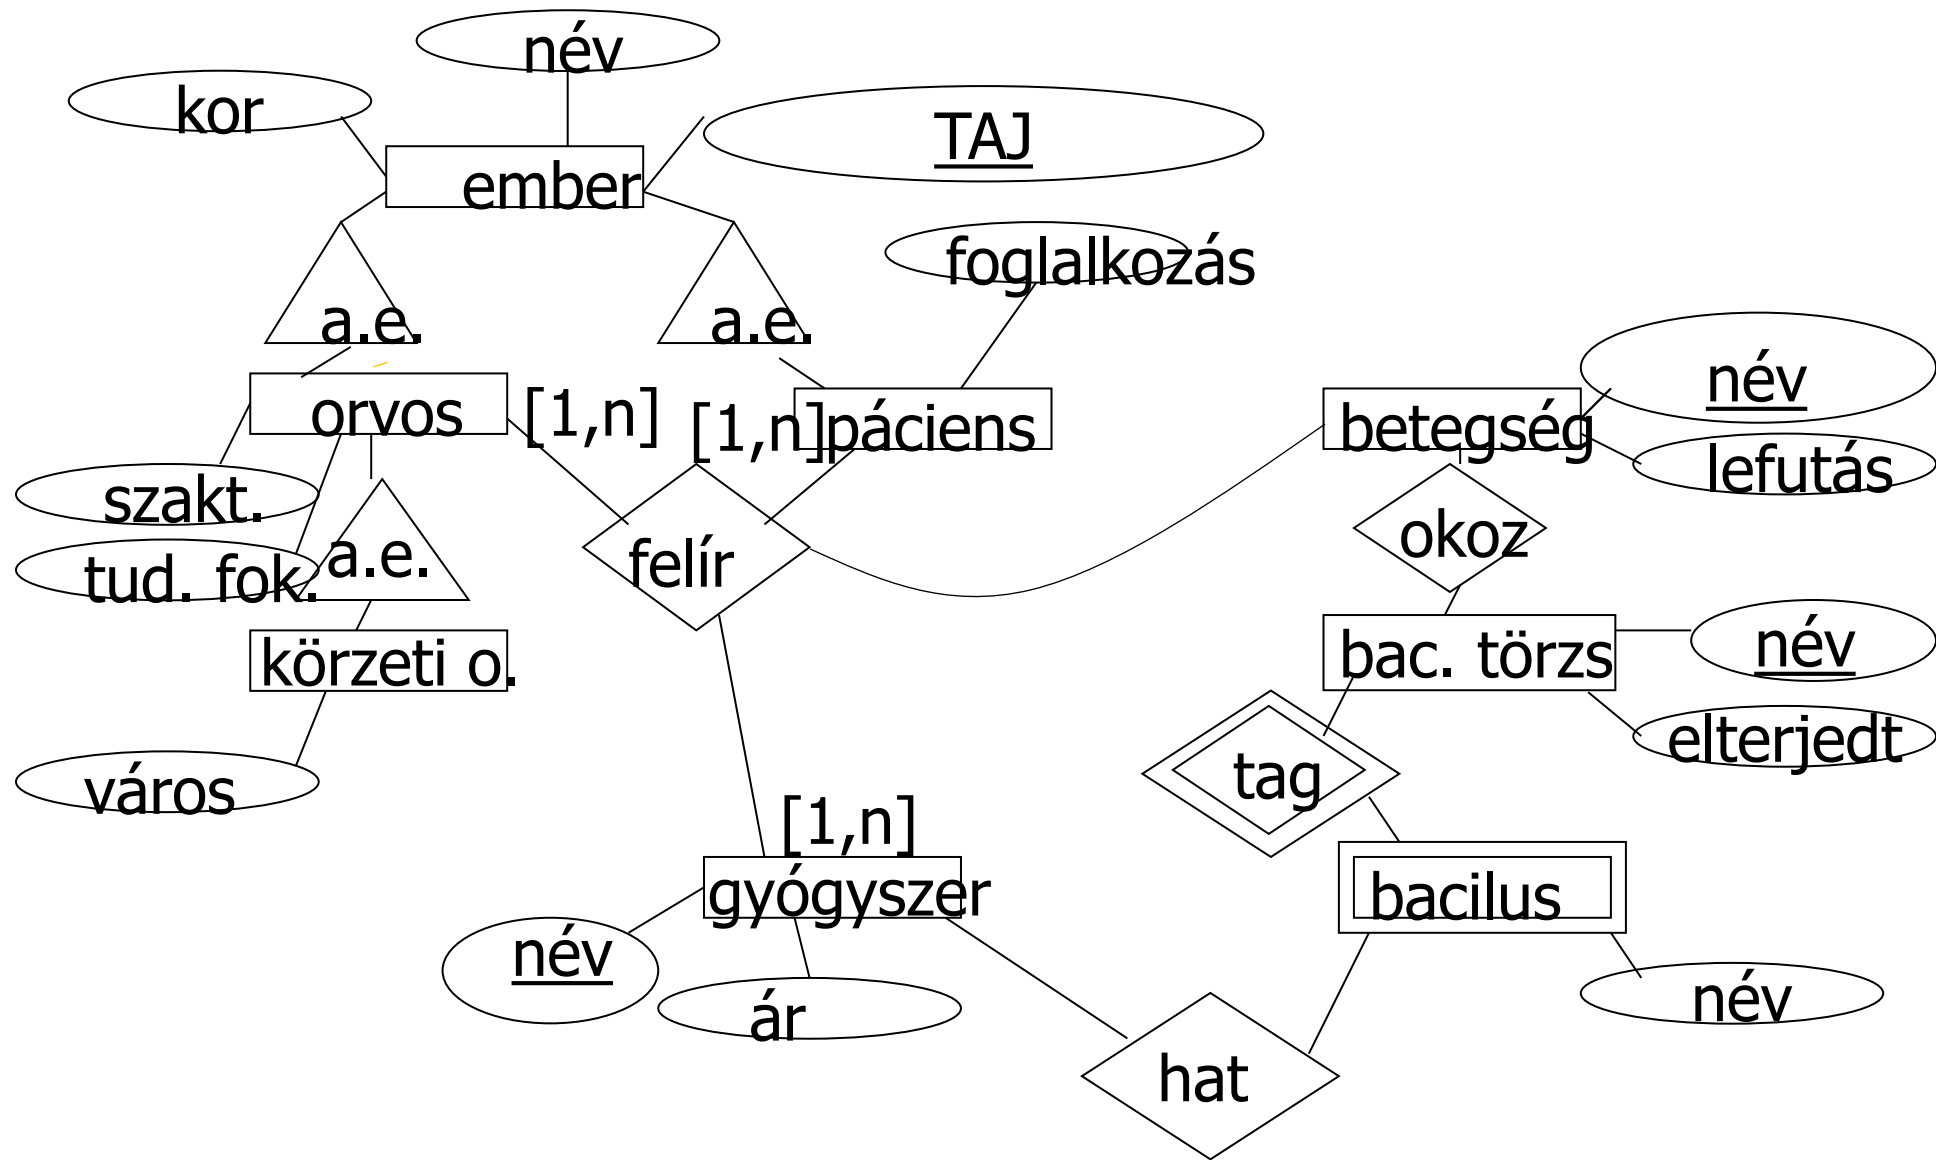 név
kor
TAJ
ember
foglalkozás
a.e.
a.e.
név
orvos
[1,n]
[1,n]
páciens
betegség
lefutás
szakt.
okoz
tud. fok.
a.e.
felír
körzeti o.
bac. törzs
név
elterjedt
tag
város
[1,n]
gyógyszer
bacilus
név
ár
név
hat